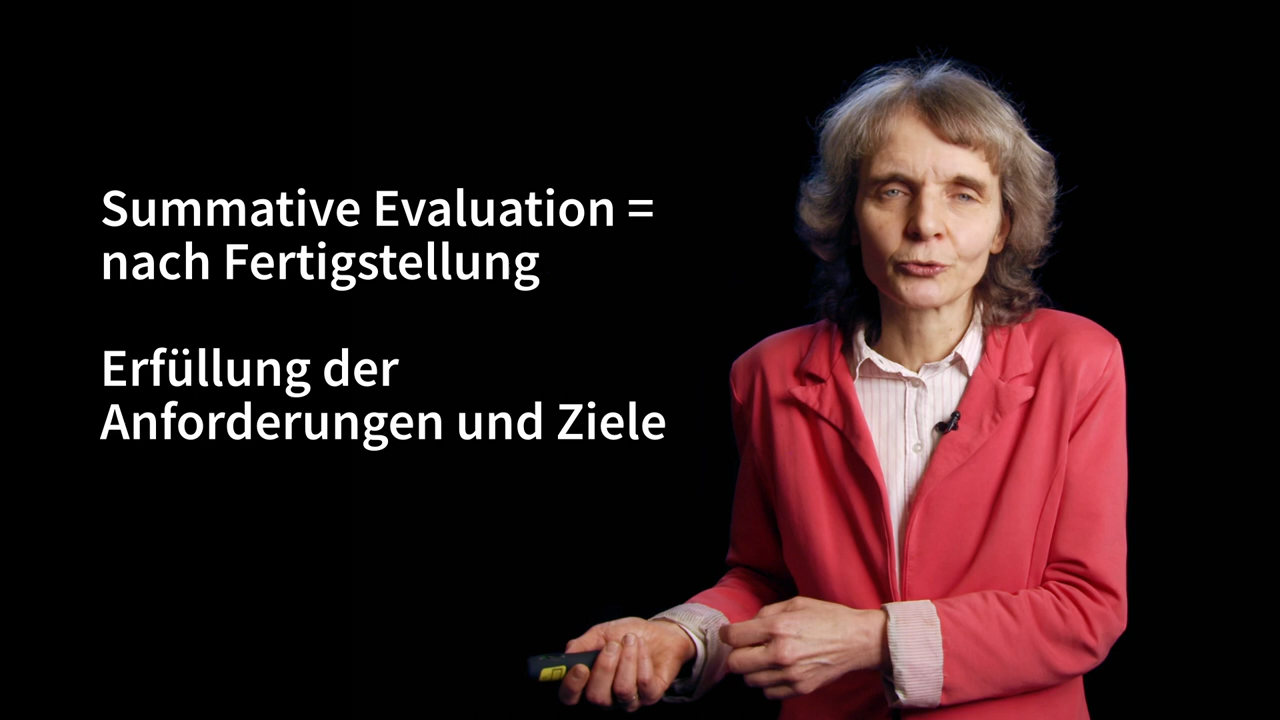 Summative Evaluation =
nach Fertigstellung
Erfüllung der
Anforderungen und Ziele